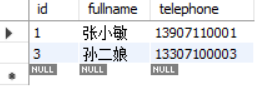 id fullname telephone
1 张小敏 13907110001
3 孙二娘 13307100003
NULL NULL NULL